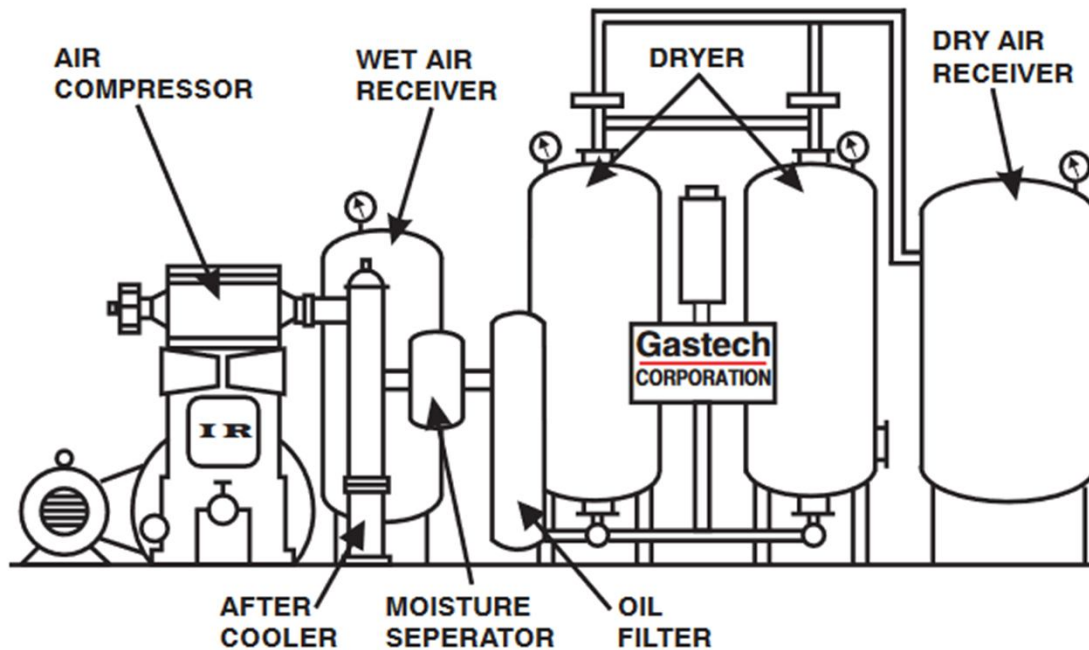 AIR
COMPRESSOR
WET AIR
RECEIVER
DRYER
DRY AIR
RECEIVER
Gastech
CORPORATION
I R
AFTER
COOLER
MOISTURE
SEPERATOR
OIL
FILTER